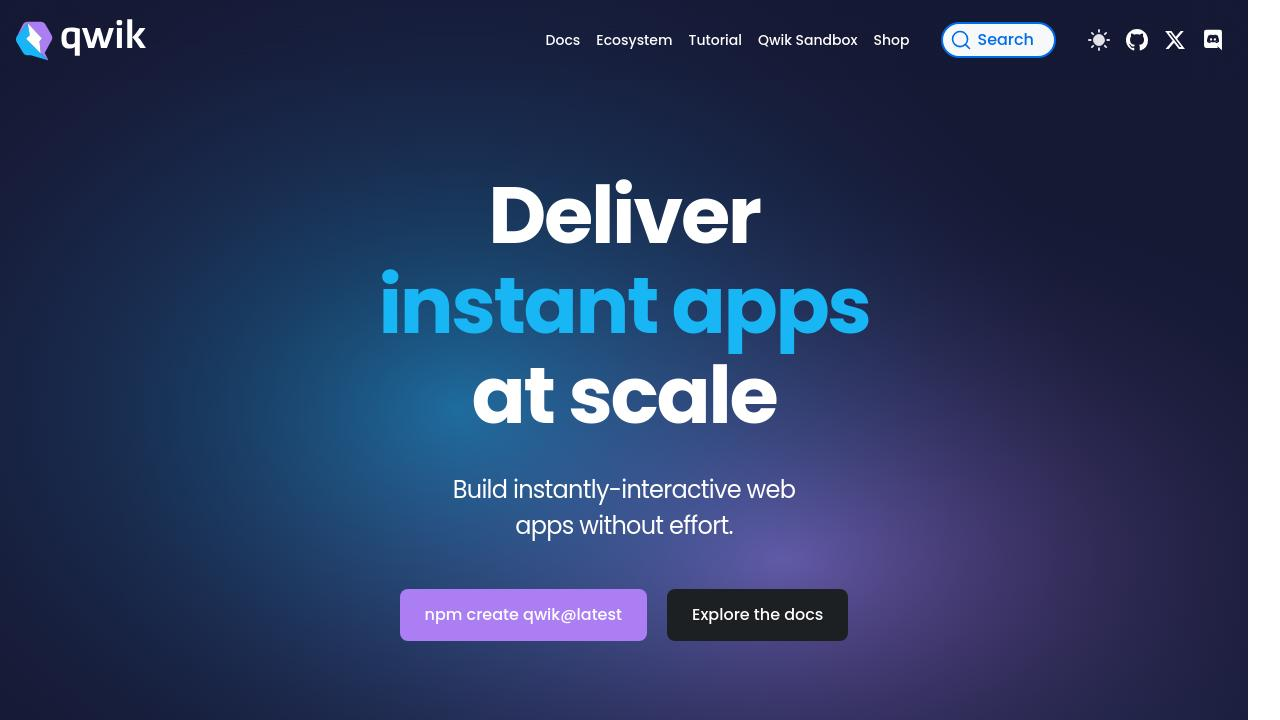 qwik
Docs Ecosystem Tutorial Qwik Sandbox Shop Search
Deliver
instant apps
at scale
Build instantly-interactive web
apps without effort.
npm create qwik@latest Explore the docs